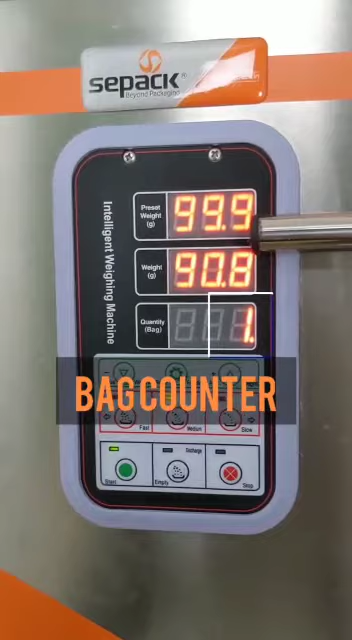 sepack®
Beyond Packaging
Intelligent Weighing Machine
Preset Weight (g)
99.9
Weight (g)
90.8
Quantity (Bag)
1.
BAG COUNTER
Fast
Medium
Slow
Discharge
Start
Empty
Stop